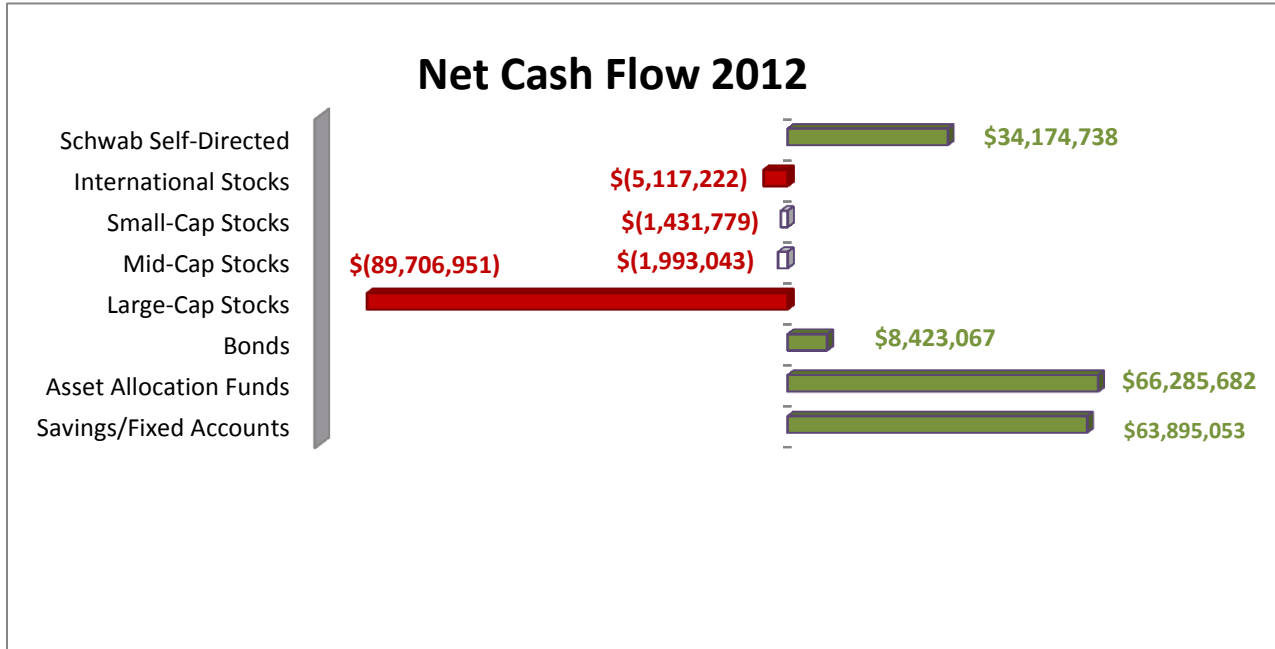 Net Cash Flow 2012
Schwab Self-Directed $34,174,738
International Stocks $(5,117,222)
Small-Cap Stocks $(1,431,779)
Mid-Cap Stocks $(89,706,951) $(1,993,043)
Large-Cap Stocks
Bonds $8,423,067
Asset Allocation Funds $66,285,682
Savings/Fixed Accounts $63,895,053